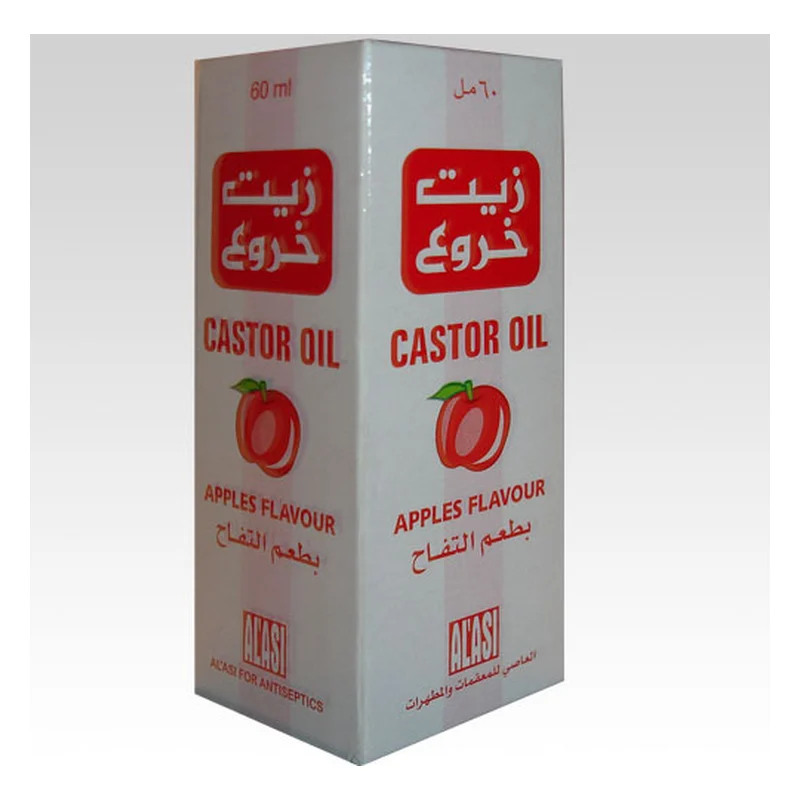 60 ml
زيت
خروع
CASTOR OIL
APPLES FLAVOUR
بطعم التفاح
AL'ASI
AL'ASI FOR ANTISEPTICS
٦٠ مل
زيت
خروع
CASTOR OIL
APPLES FLAVOUR
بطعم التفاح
AL'ASI
العاصي للمعقمات والمطهرات